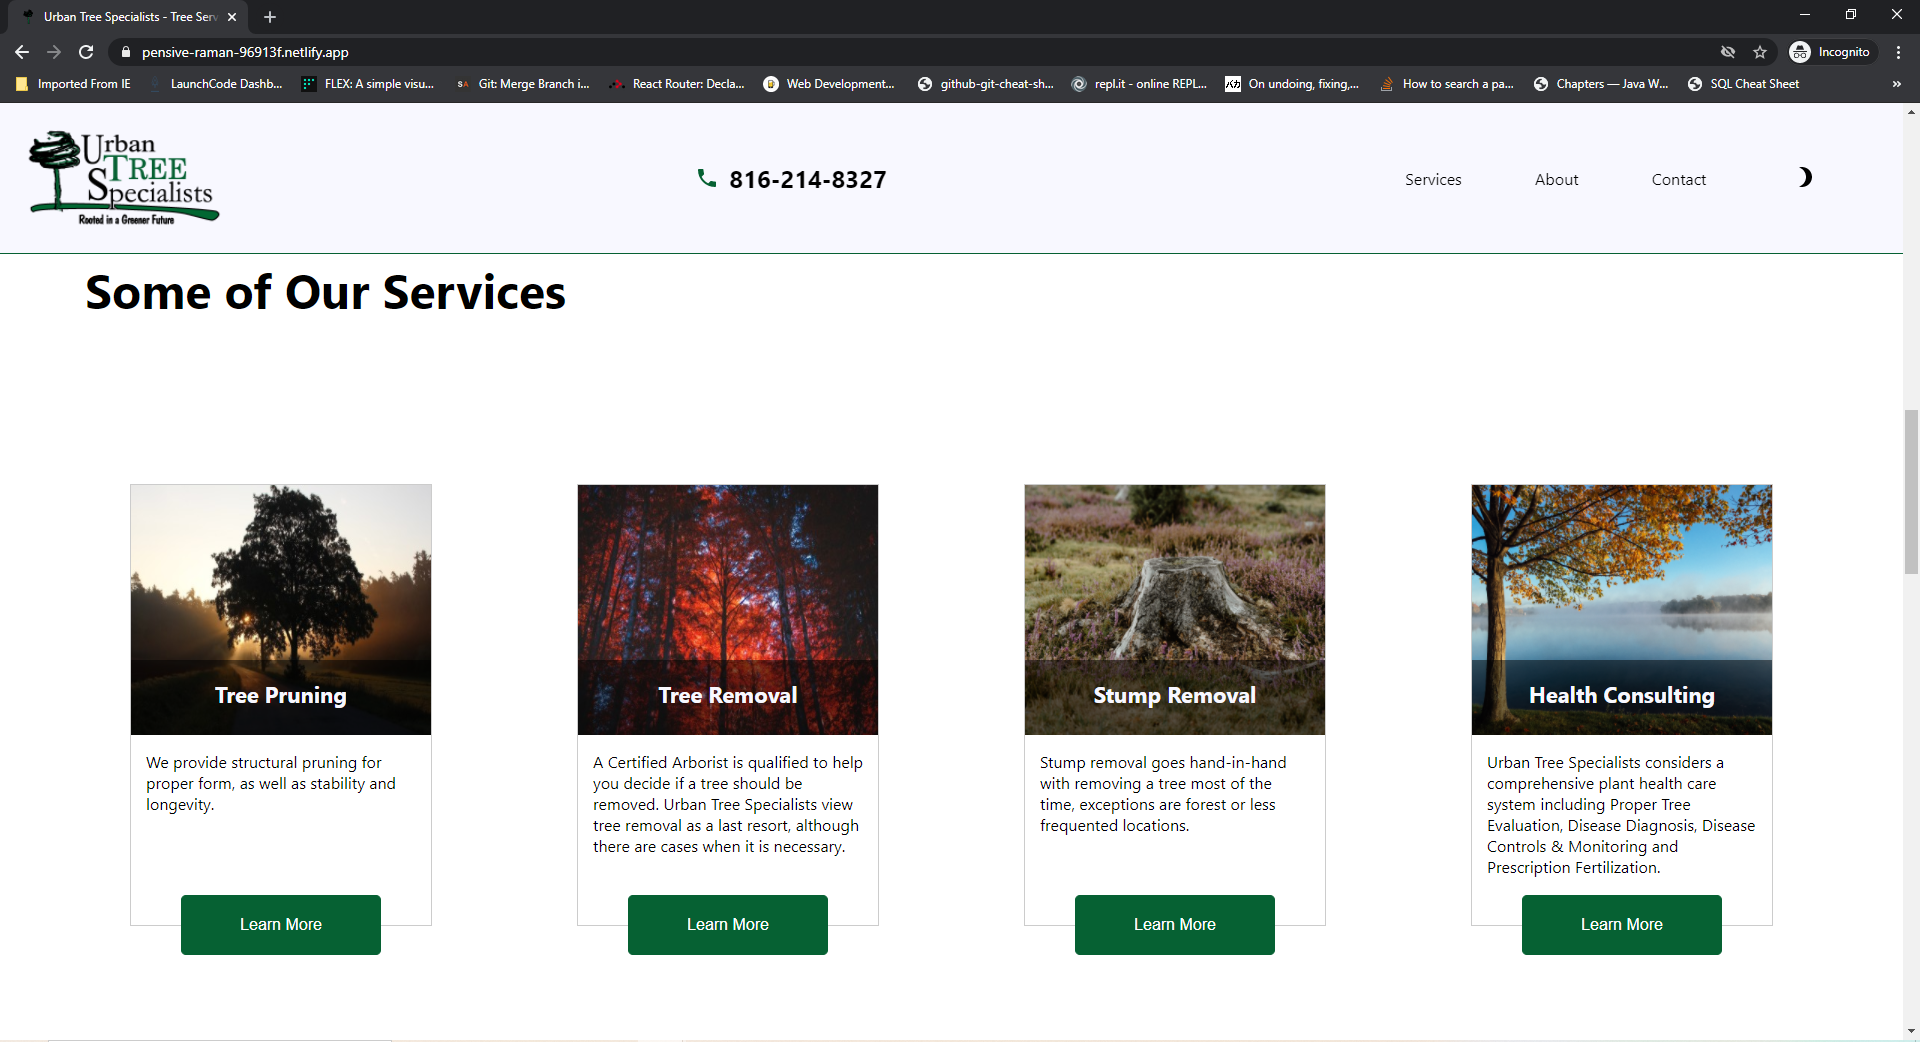 Urban Tree Specialists - Tree Serv
pensive-raman-96913f.netlify.app
Incognito
Imported From IE
LaunchCode Dashb...
FLEX: A simple visu...
SA
Git: Merge Branch i...
React Router: Decla...
Web Development...
github-git-cheat-sh...
repl.it - online REPL...
On undoing, fixing,...
How to search a pa...
Chapters — Java W...
SQL Cheat Sheet
»
Urban
TREE
Specialists
Rooted in a Greener Future
816-214-8327
Services
About
Contact
Some of Our Services
Tree Pruning
We provide structural pruning for
proper form, as well as stability and
longevity.
Learn More
Tree Removal
A Certified Arborist is qualified to help
you decide if a tree should be
removed. Urban Tree Specialists view
tree removal as a last resort, although
there are cases when it is necessary.
Learn More
Stump Removal
Stump removal goes hand-in-hand
with removing a tree most of the
time, exceptions are forest or less
frequented locations.
Learn More
Health Consulting
Urban Tree Specialists considers a
comprehensive plant health care
system including Proper Tree
Evaluation, Disease Diagnosis, Disease
Controls & Monitoring and
Prescription Fertilization.
Learn More